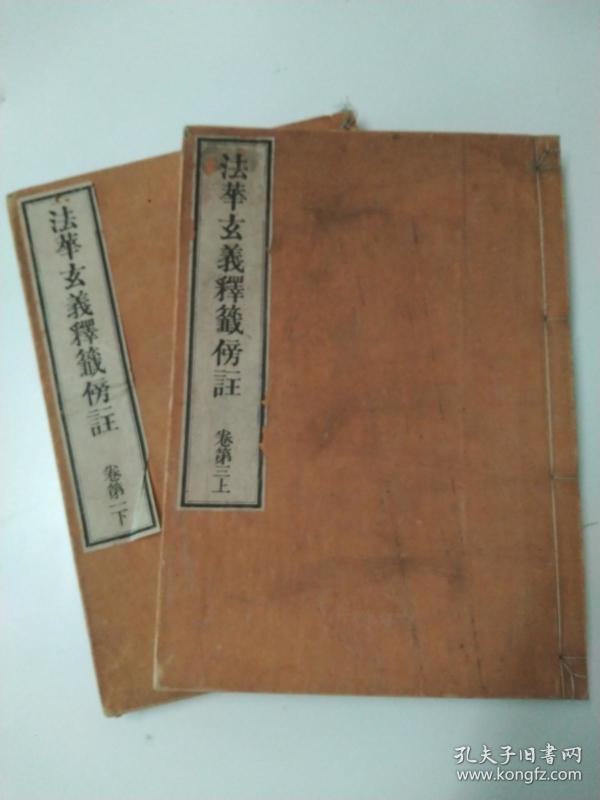 法華玄義釋籤傍註 卷第二下
法華玄義釋籤傍註 卷第三上
孔夫子旧書网
www.kongfz.com